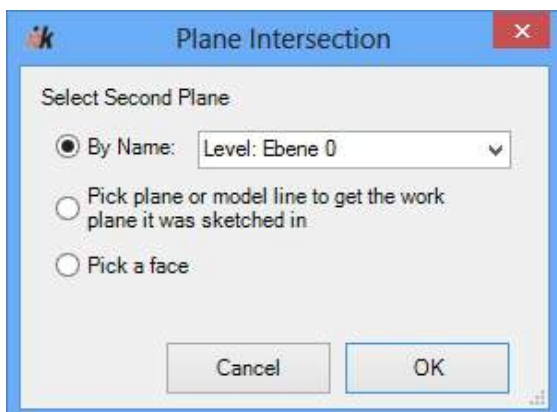 ik
Plane Intersection
Select Second Plane
By Name: Level: Ebene 0
Pick plane or model line to get the work
plane it was sketched in
Pick a face
Cancel OK